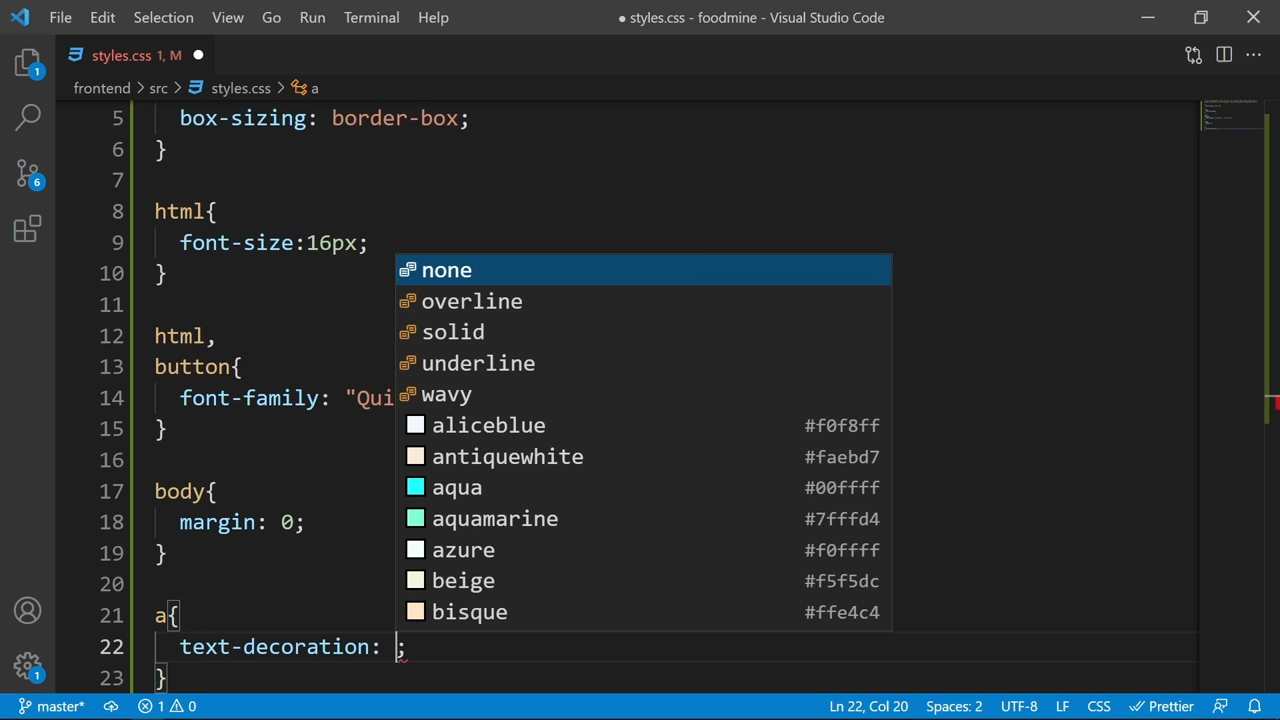 File Edit Selection View Go Run Terminal Help ● styles.css - foodmine - Visual Studio Code
styles.css 1, M
frontend > src > styles.css > a
1
6
1
5 box-sizing: border-box;
6 }
7
8 html{
9 font-size:16px;
10 }
11
12 html,
13 button{
14 font-family: "Qui
15 }
16
17 body{
18 margin: 0;
19 }
20
21 a{
22 text-decoration: ;
23 }
none
overline
solid
underline
wavy
aliceblue #f0f8ff
antiquewhite #faebd7
aqua #00ffff
aquamarine #7fffd4
azure #f0ffff
beige #f5f5dc
bisque #ffe4c4
master* 1 0 Ln 22, Col 20 Spaces: 2 UTF-8 LF CSS Prettier